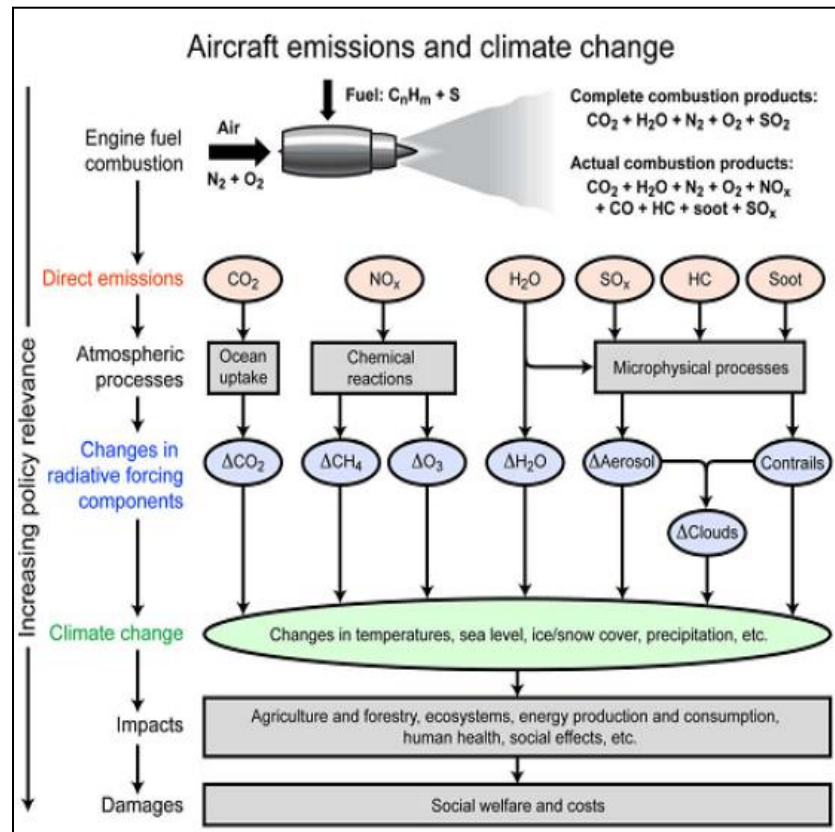 Aircraft emissions and climate change
Increasing policy relevance
Engine fuel
combustion
Air
N₂ + O₂
Fuel: CₙHₘ + S
Complete combustion products:
CO₂ + H₂O + N₂ + O₂ + SO₂
Actual combustion products:
CO₂ + H₂O + N₂ + O₂ + NOₓ
+ CO + HC + soot + SOₓ
Direct emissions
CO₂
NOₓ
H₂O
SOₓ
HC
Soot
Atmospheric
processes
Ocean
uptake
Chemical
reactions
Microphysical processes
Changes in
radiative forcing
components
ΔCO₂
ΔCH₄
ΔO₃
ΔH₂O
ΔAerosol
Contrails
ΔClouds
Climate change
Changes in temperatures, sea level, ice/snow cover, precipitation, etc.
Impacts
Agriculture and forestry, ecosystems, energy production and consumption,
human health, social effects, etc.
Damages
Social welfare and costs